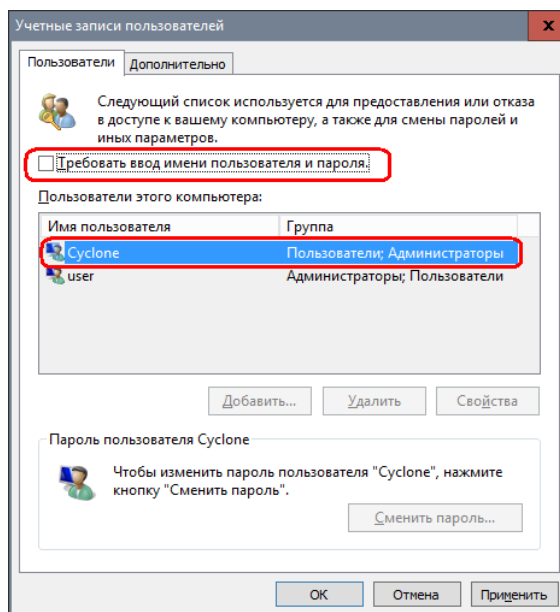 Учетные записи пользователей
x
Пользователи Дополнительно
Следующий список используется для предоставления или отказа
в доступе к вашему компьютеру, а также для смены паролей и
иных параметров.
Требовать ввод имени пользователя и пароля.
Пользователи этого компьютера:
Имя пользователя Группа
Cyclone Пользователи; Администраторы
user Администраторы; Пользователи
Добавить... Удалить Свойства
Пароль пользователя Cyclone
Чтобы изменить пароль пользователя "Cyclone", нажмите
кнопку "Сменить пароль".
Сменить пароль...
ОК Отмена Применить